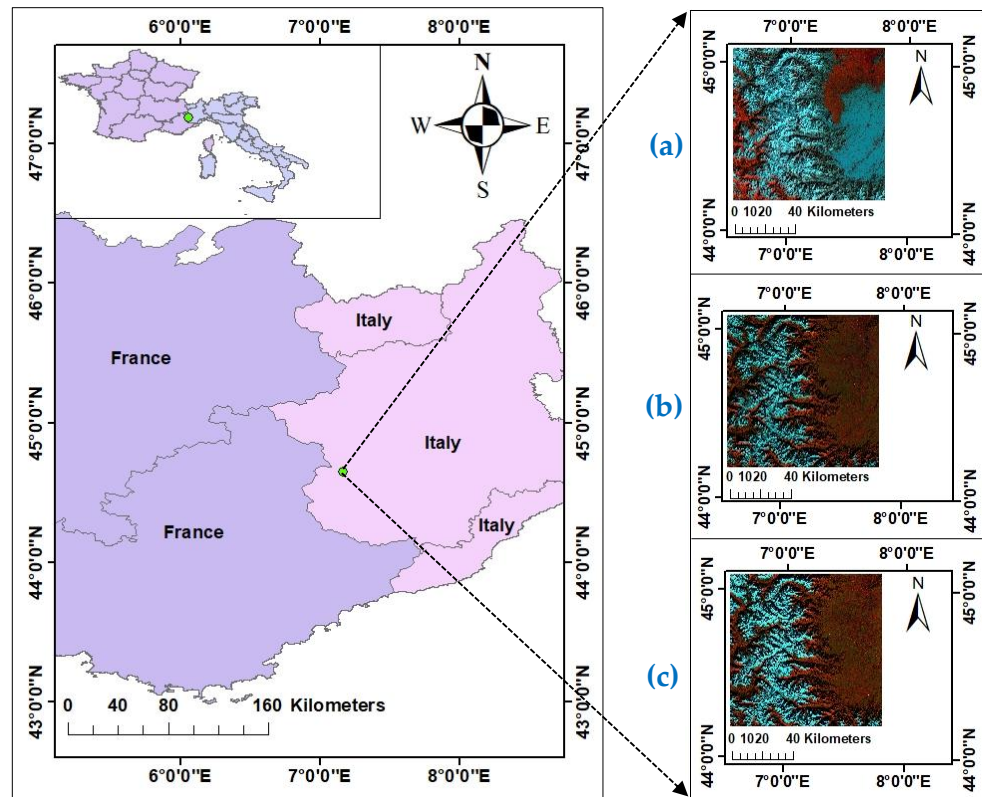 6°0'0"E 7°0'0"E 8°0'0"E
47°0'0"N
46°0'0"N
45°0'0"N
44°0'0"N
43°0'0"N
N
W E
S
France
Italy
Italy
France
Italy
0 40 80 160 Kilometers
47°0'0"N
46°0'0"N
45°0'0"N
44°0'0"N
43°0'0"N
6°0'0"E 7°0'0"E 8°0'0"E
(a)
7°0'0"E 8°0'0"E
45°0'0"N
44°0'0"N
N
0 1020 40 Kilometers
45°0'0"N
44°0'0"N
7°0'0"E 8°0'0"E
(b)
7°0'0"E 8°0'0"E
45°0'0"N
44°0'0"N
N
0 1020 40 Kilometers
45°0'0"N
44°0'0"N
7°0'0"E 8°0'0"E
(c)
7°0'0"E 8°0'0"E
45°0'0"N
44°0'0"N
N
0 1020 40 Kilometers
45°0'0"N
44°0'0"N
7°0'0"E 8°0'0"E